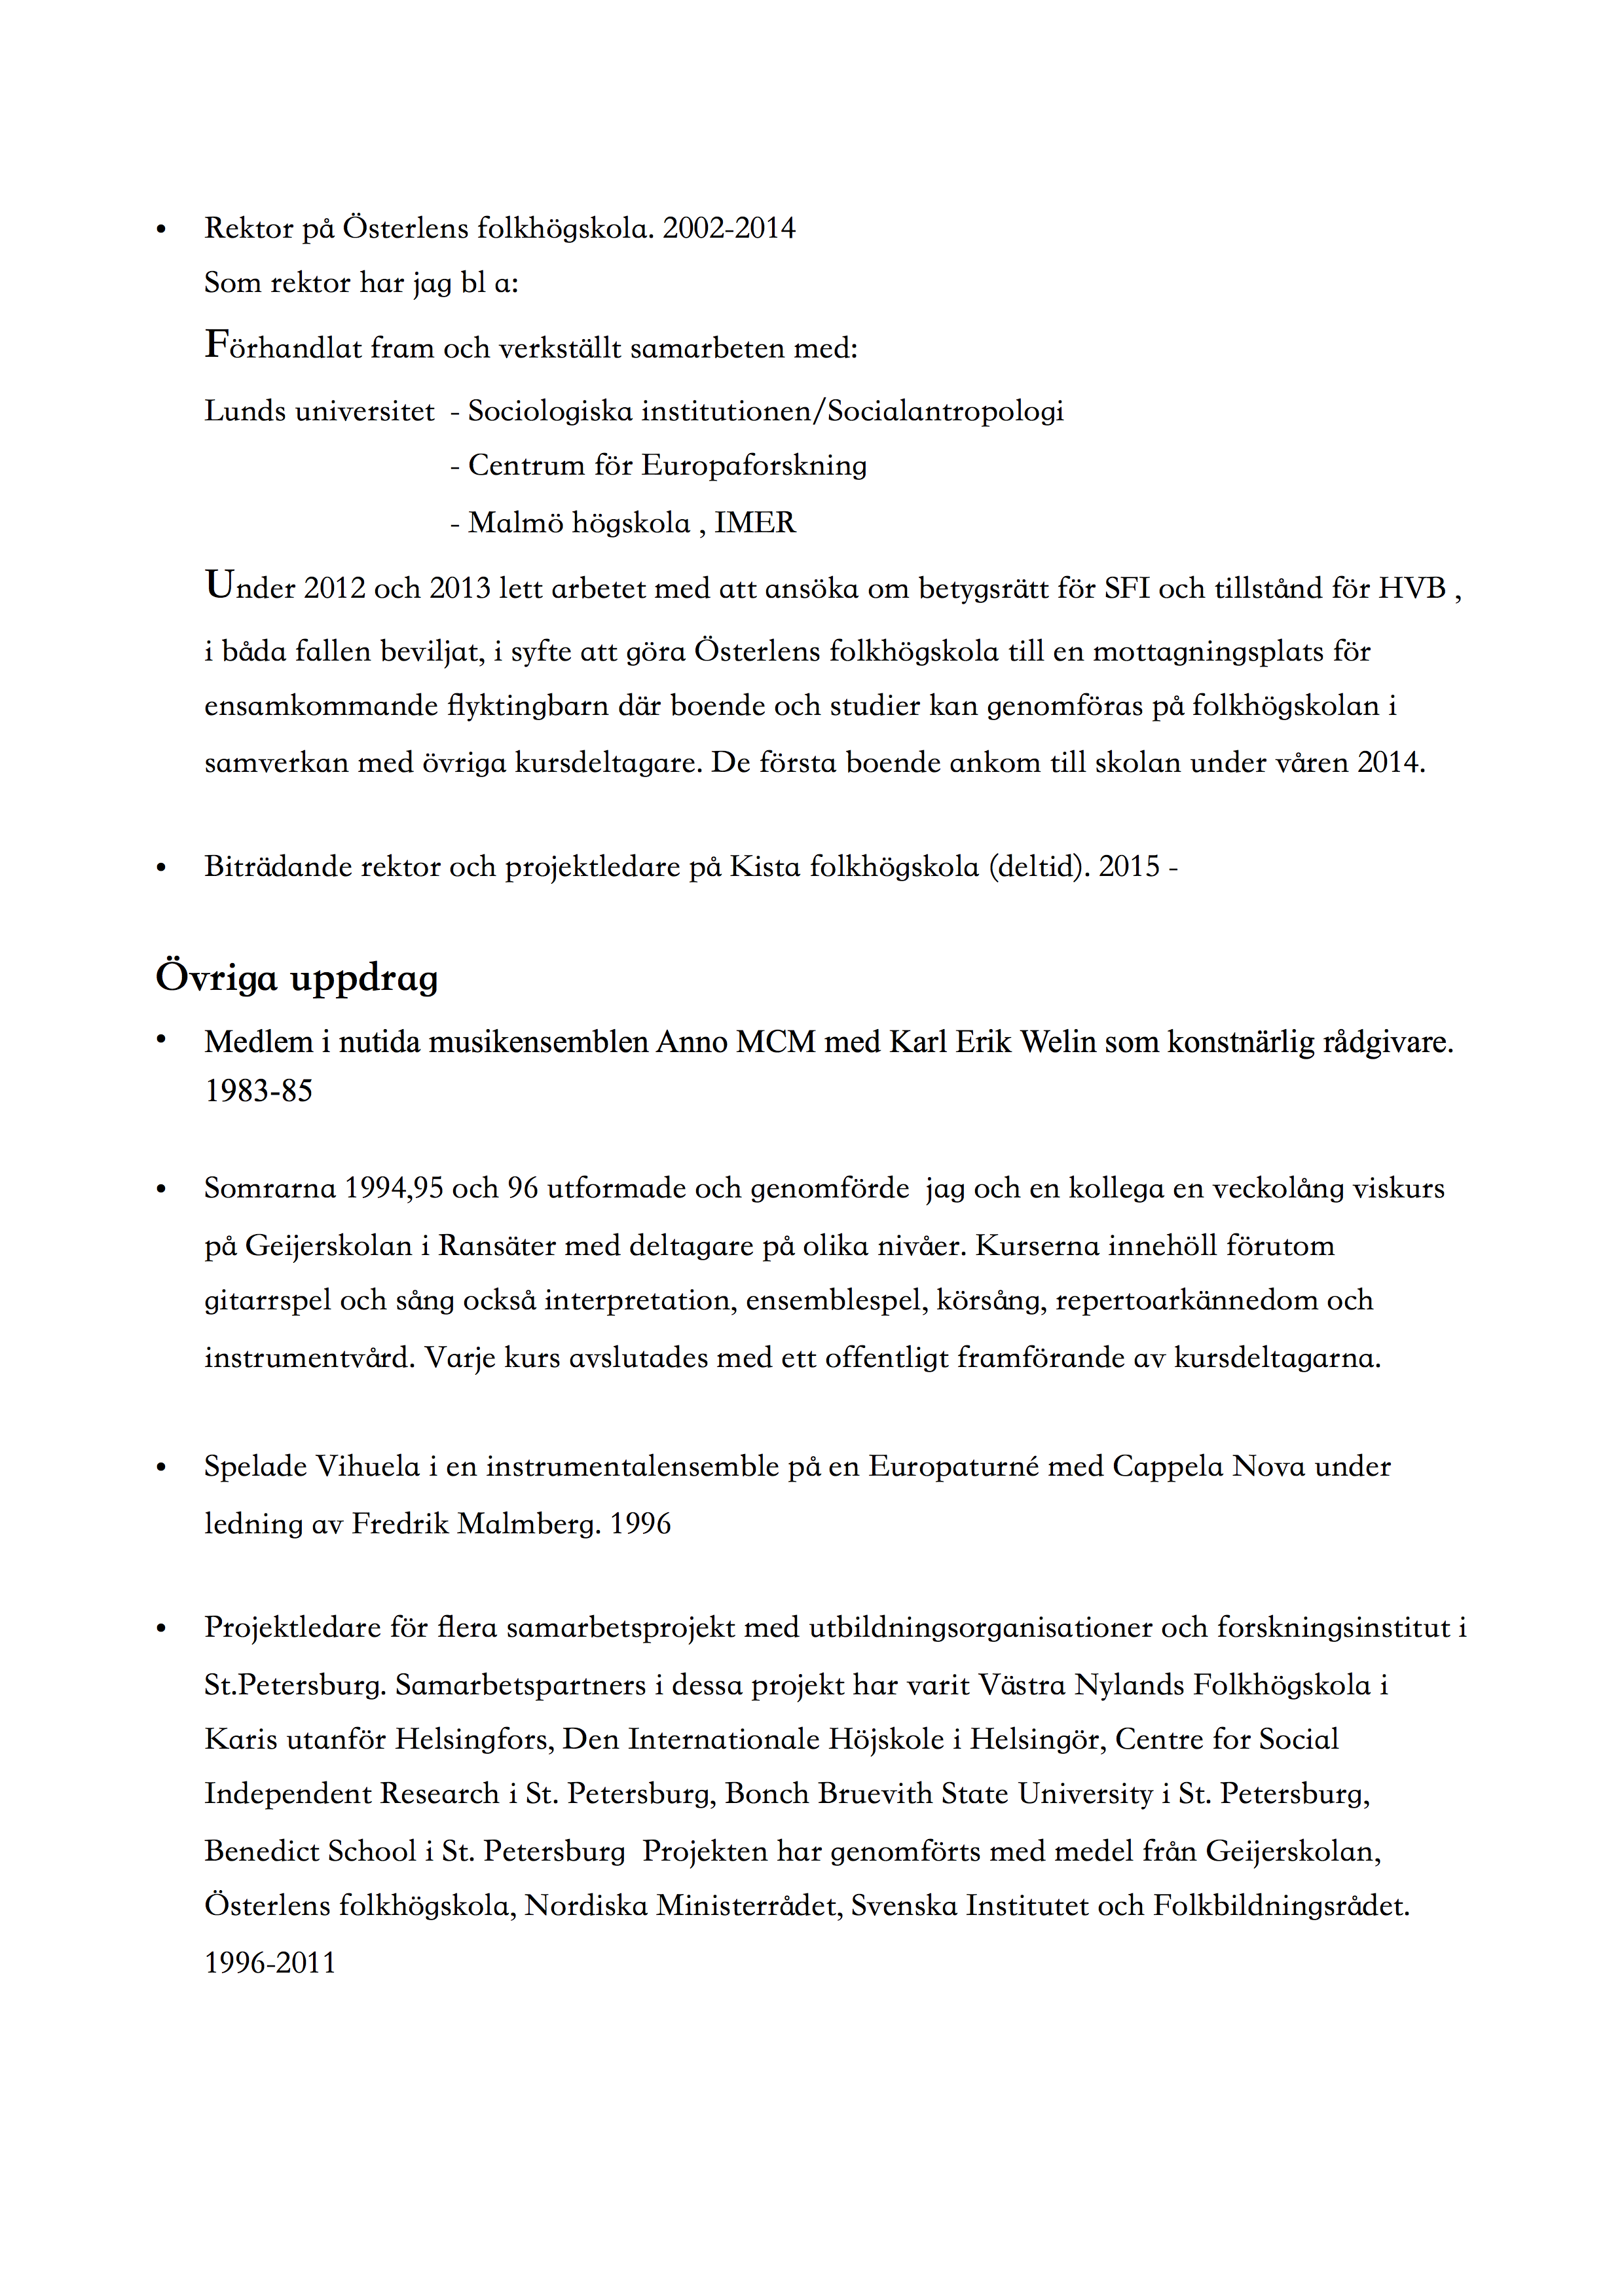 • Rektor på Österlens folkhögskola. 2002-2014
Som rektor har jag bl a:
Förhandlat fram och verkställt samarbeten med:
Lunds universitet - Sociologiska institutionen/Socialantropologi
- Centrum för Europaforskning
- Malmö högskola , IMER
Under 2012 och 2013 lett arbetet med att ansöka om betygsrätt för SFI och tillstånd för HVB ,
i båda fallen beviljat, i syfte att göra Österlens folkhögskola till en mottagningsplats för
ensamkommande flyktingbarn där boende och studier kan genomföras på folkhögskolan i
samverkan med övriga kursdeltagare. De första boende ankom till skolan under våren 2014.
• Biträdande rektor och projektledare på Kista folkhögskola (deltid). 2015 -
Övriga uppdrag
• Medlem i nutida musikensemblen Anno MCM med Karl Erik Welin som konstnärlig rådgivare.
1983-85
• Somrarna 1994,95 och 96 utformade och genomförde jag och en kollega en veckolång viskurs
på Geijerskolan i Ransäter med deltagare på olika nivåer. Kurserna innehöll förutom
gitarrspel och sång också interpretation, ensemblespel, körsång, repertoarkännedom och
instrumentvård. Varje kurs avslutades med ett offentligt framförande av kursdeltagarna.
• Spelade Vihuela i en instrumentalensemble på en Europaturné med Cappela Nova under
ledning av Fredrik Malmberg. 1996
• Projektledare för flera samarbetsprojekt med utbildningsorganisationer och forskningsinstitut i
St.Petersburg. Samarbetspartners i dessa projekt har varit Västra Nylands Folkhögskola i
Karis utanför Helsingfors, Den Internationale Höjskole i Helsingör, Centre for Social
Independent Research i St. Petersburg, Bonch Bruevith State University i St. Petersburg,
Benedict School i St. Petersburg Projekten har genomförts med medel från Geijerskolan,
Österlens folkhögskola, Nordiska Ministerrådet, Svenska Institutet och Folkbildningsrådet.
1996-2011